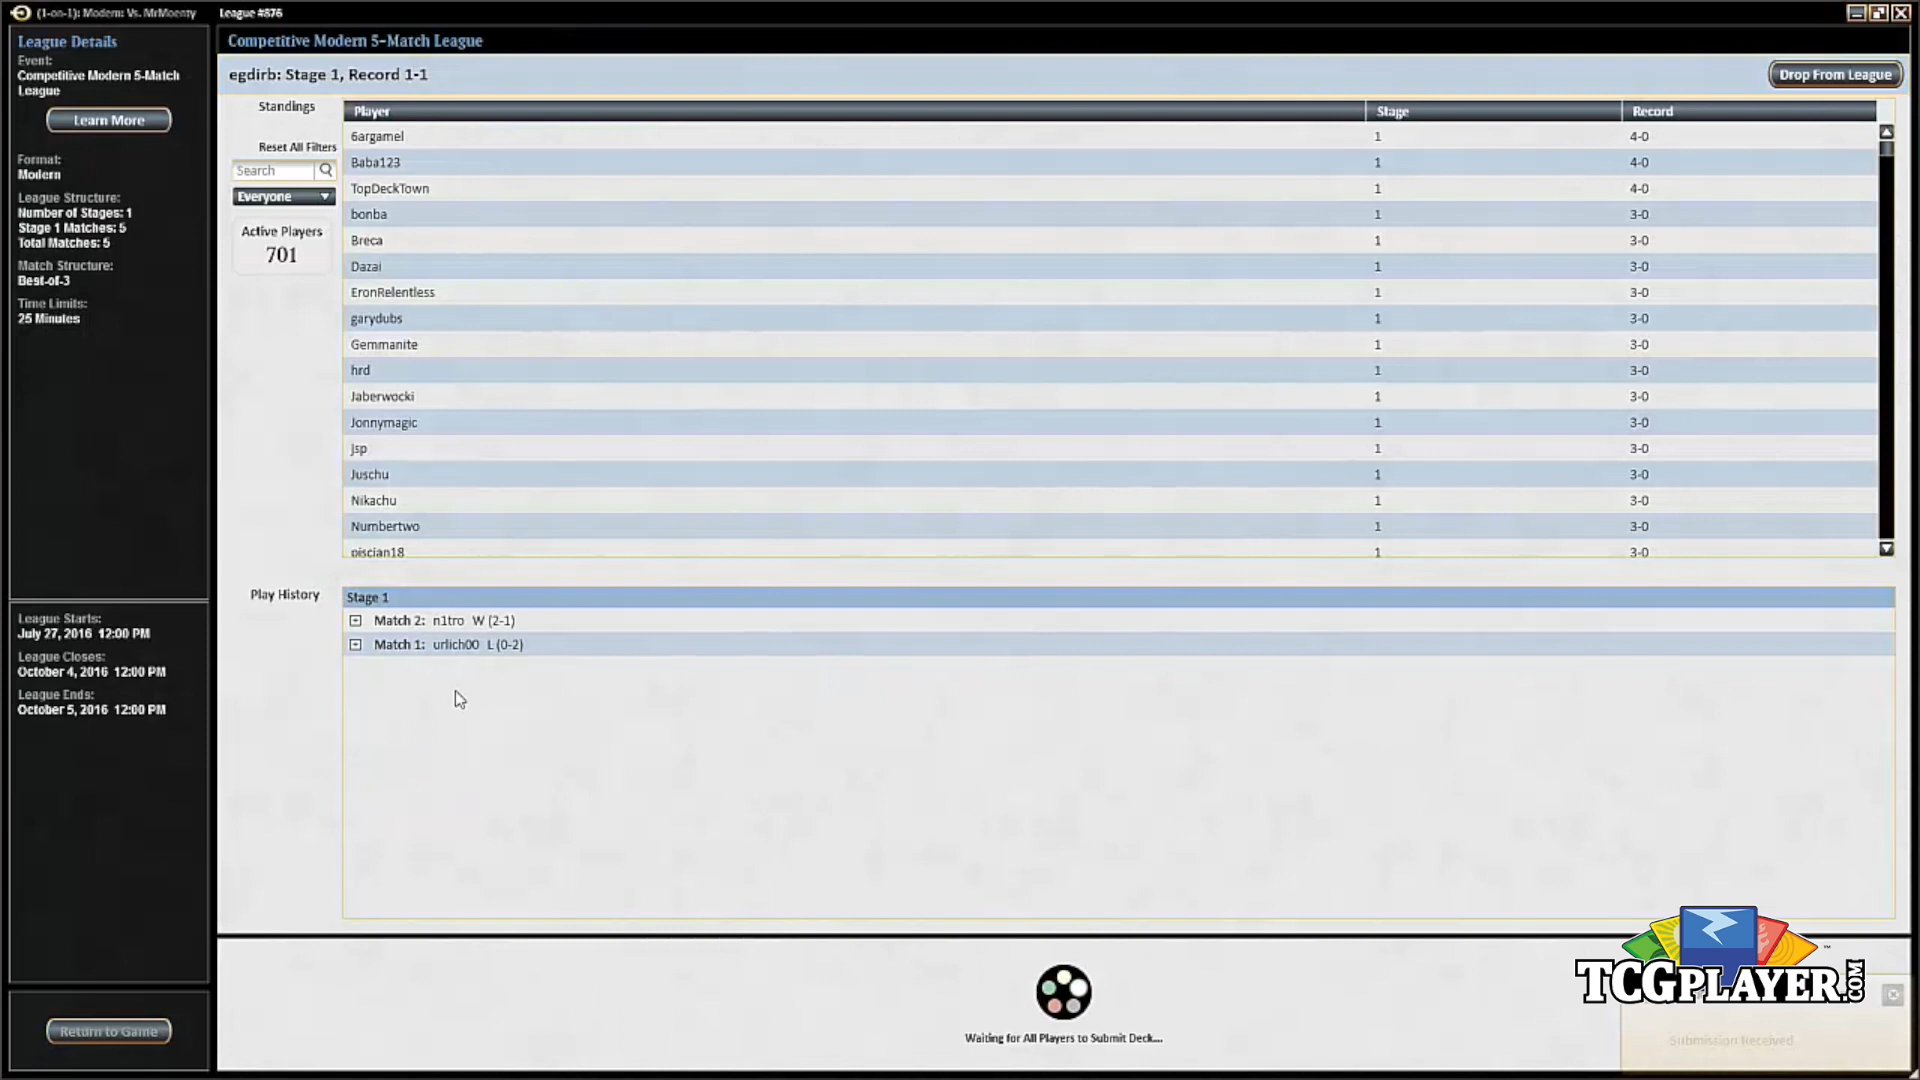 (1-on-1): Modern: Vs. MrMoenty League #876
League Details
Event:
Competitive Modern 5-Match
League
Learn More
Format:
Modern
League Structure:
Number of Stages: 1
Stage 1 Matches: 5
Total Matches: 5
Match Structure:
Best-of-3
Time Limits:
25 Minutes
League Starts:
July 27, 2016 12:00 PM
League Closes:
October 4, 2016 12:00 PM
League Ends:
October 5, 2016 12:00 PM
Return to Game
Competitive Modern 5-Match League
egdirb: Stage 1, Record 1-1
Drop From League
Standings
Reset All Filters
Search
Everyone
Active Players
701
Player Stage Record
6argamel 1 4-0
Baba123 1 4-0
TopDeckTown 1 4-0
bonba 1 3-0
Breca 1 3-0
Dazai 1 3-0
EronRelentless 1 3-0
garydubs 1 3-0
Gemmanite 1 3-0
hrd 1 3-0
Jaberwocki 1 3-0
Jonnymagic 1 3-0
jsp 1 3-0
Juschu 1 3-0
Nikachu 1 3-0
Numbertwo 1 3-0
piscian18 1 3-0
Play History
Stage 1
Match 2: n1tro W (2-1)
Match 1: urlich00 L (0-2)
Waiting for All Players to Submit Deck...
TCGPLAYER.COM
™
Submission Received